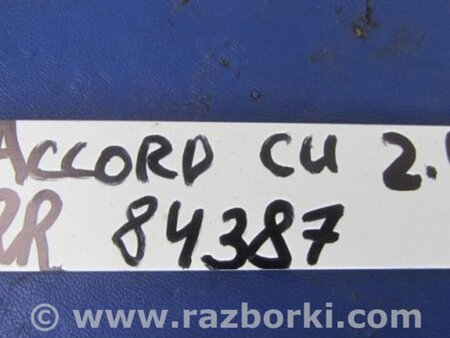 ACCORD CU 2.
RR 84387
www.razborki.com